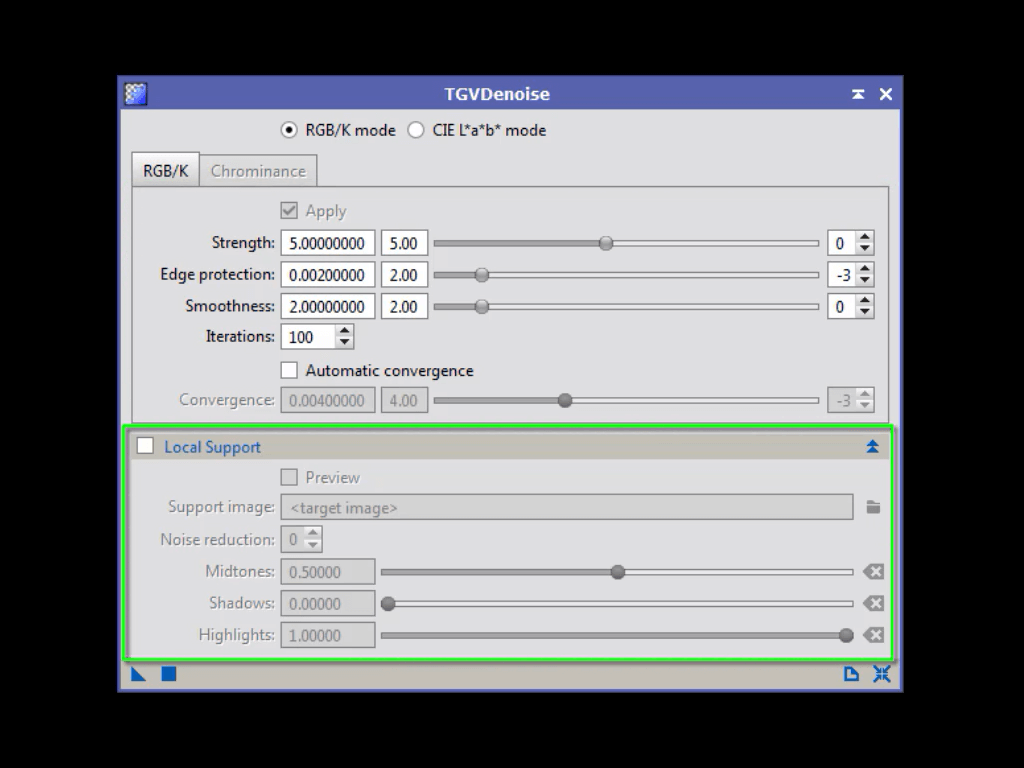 TGVDenoise
RGB/K mode CIE L*a*b* mode
RGB/K Chrominance
Apply
Strength: 5.00000000 5.00 0
Edge protection: 0.00200000 2.00 -3
Smoothness: 2.00000000 2.00 0
Iterations: 100
Automatic convergence
Convergence: 0.00400000 4.00 -3
Local Support
Preview
Support image: <target image>
Noise reduction: 0
Midtones: 0.50000
Shadows: 0.00000
Highlights: 1.00000